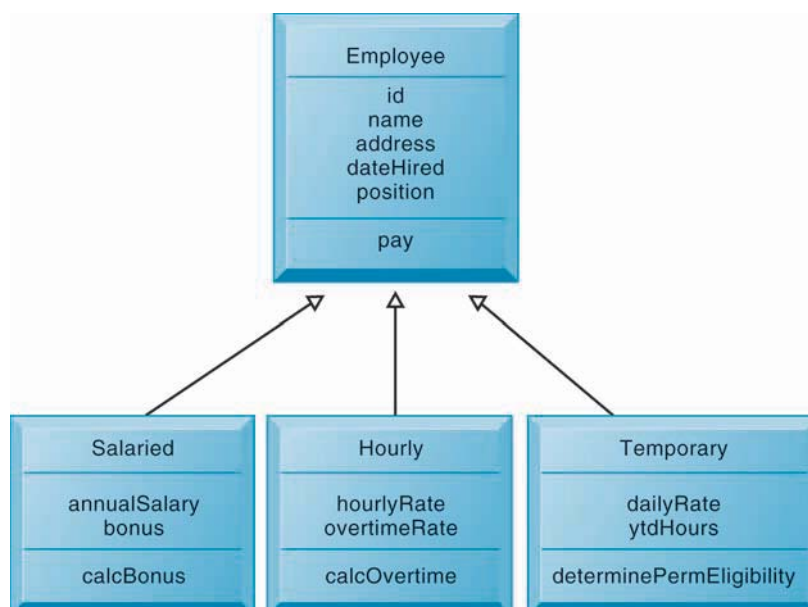 Employee
id
name
address
dateHired
position
pay
Salaried
annualSalary
bonus
calcBonus
Hourly
hourlyRate
overtimeRate
calcOvertime
Temporary
dailyRate
ytdHours
determinePermEligibility